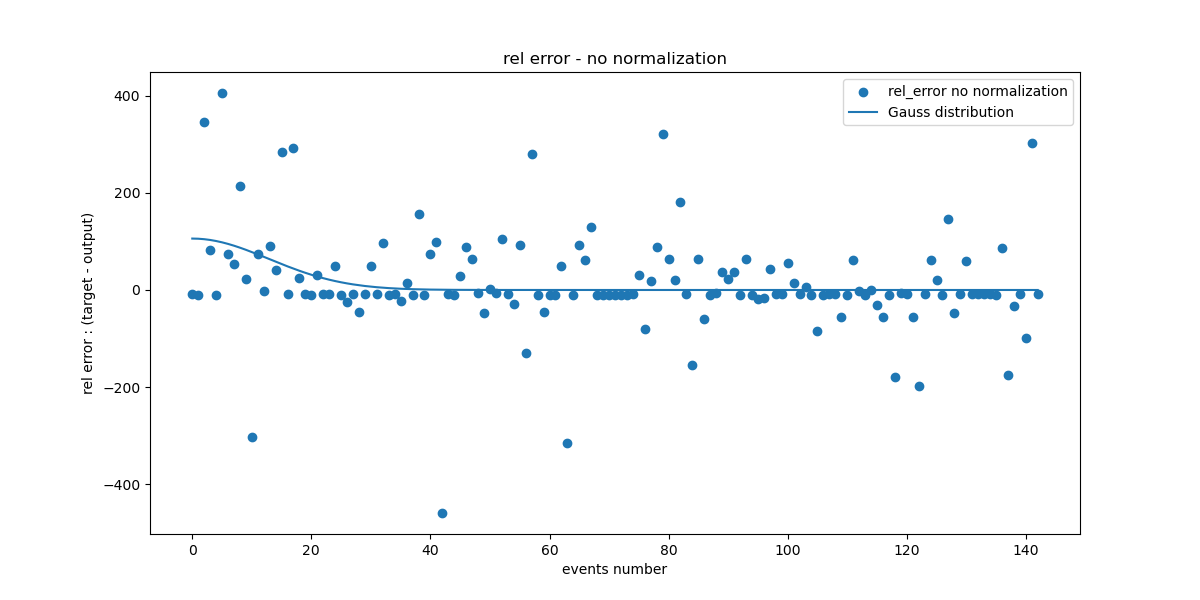 rel error - no normalization
rel_error no normalization
Gauss distribution
rel error : (target - output)
400
200
0
−200
−400
0 20 40 60 80 100 120 140
events number